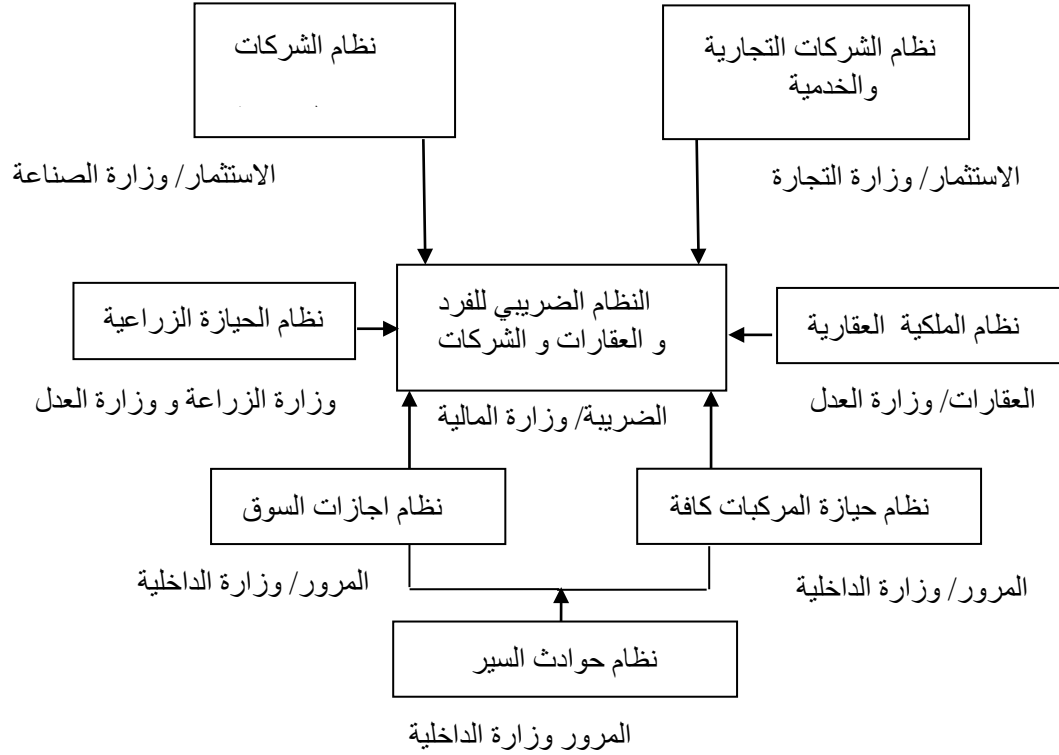 نظام الشركات التجارية
والخدمية
نظام الشركات
الاستثمار/ وزارة التجارة
الاستثمار/ وزارة الصناعة
النظام الضريبي للفرد
و العقارات و الشركات
نظام الملكية العقارية
نظام الحيازة الزراعية
العقارات/ وزارة العدل
الضريبة/ وزارة المالية
وزارة الزراعة و وزارة العدل
نظام حيازة المركبات كافة
نظام اجازات السوق
المرور/ وزارة الداخلية
المرور/ وزارة الداخلية
نظام حوادث السير
المرور وزارة الداخلية